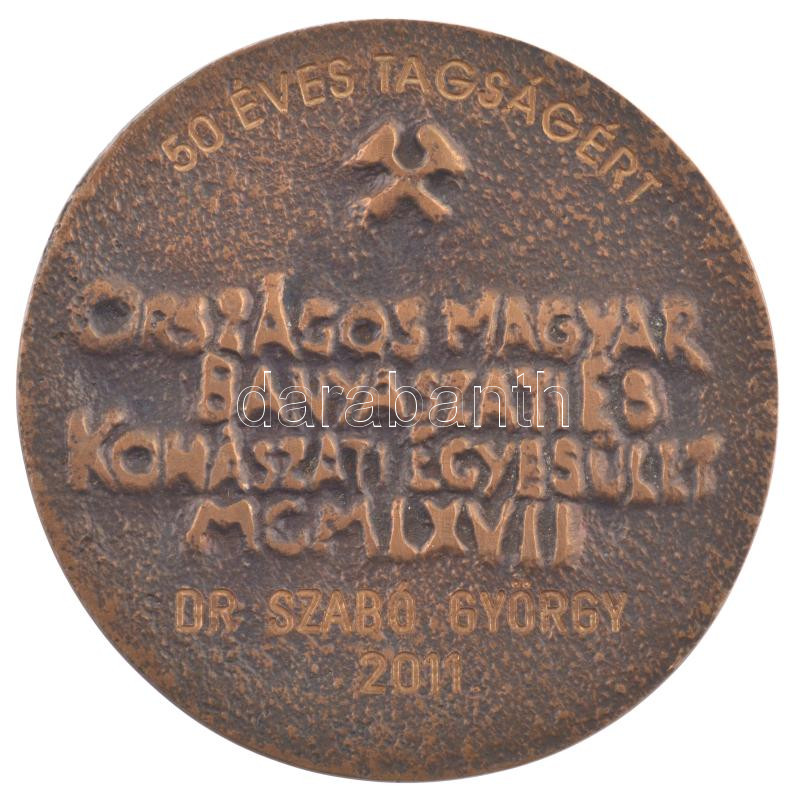 50 ÉVES TAGSÁGÉRT
ORSZÁGOS MAGYAR
BÁNYÁSZATI ÉS
KOHÁSZATI EGYESÜLET
MCMLXVII
DR SZABÓ GYÖRGY
2011
darabanth